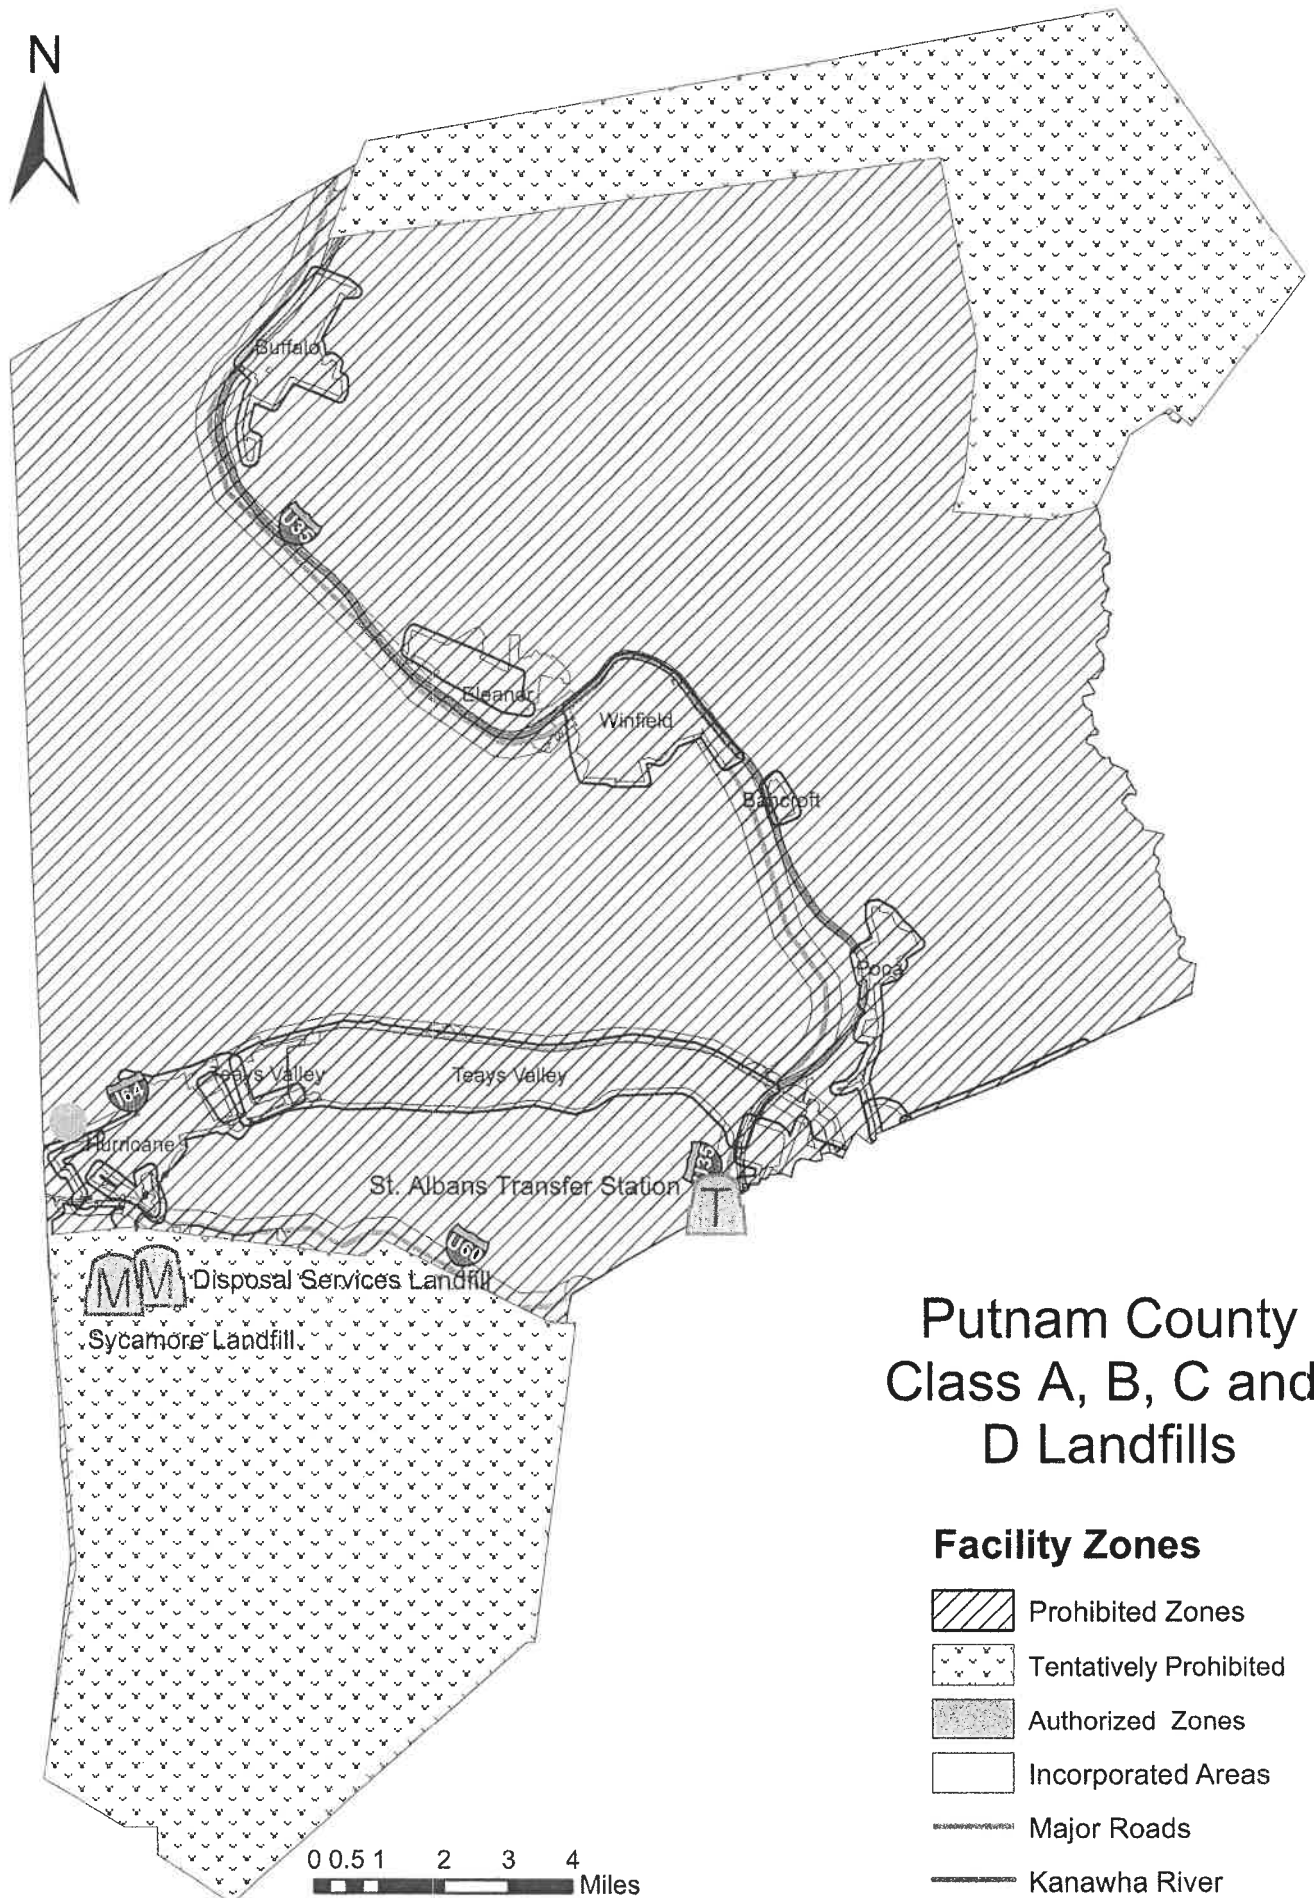 N
Buffalo
U35
Eleanor
Winfield
Bancroft
Poca
Teays Valley
Teays Valley
I64
Hurricane
U35
St. Albans Transfer Station
T
U60
M M
Disposal Services Landfill
Sycamore Landfill
Putnam County
Class A, B, C and
D Landfills
Facility Zones
Prohibited Zones
Tentatively Prohibited
Authorized Zones
Incorporated Areas
Major Roads
Kanawha River
0 0.5 1 2 3 4
Miles